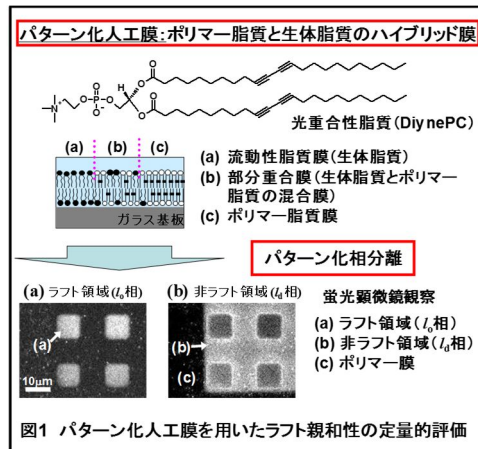 パターン化人工膜:ポリマー脂質と生体脂質のハイブリッド膜
H
O
O
O
O
O
P
O
O
O⁻
N⁺
光重合性脂質(DiynePC)
(a) (b) (c)
(a) 流動性脂質膜(生体脂質)
(b) 部分重合膜(生体脂質とポリマー
脂質の混合膜)
(c) ポリマー脂質膜
ガラス基板
パターン化相分離
(a) ラフト領域(lo相)
(b) 非ラフト領域(ld相)
蛍光顕微鏡観察
(a) ラフト領域(lo相)
(b) 非ラフト領域(ld相)
(c) ポリマー膜
(a)
10μm
(b)
(c)
図1 パターン化人工膜を用いたラフト親和性の定量的評価